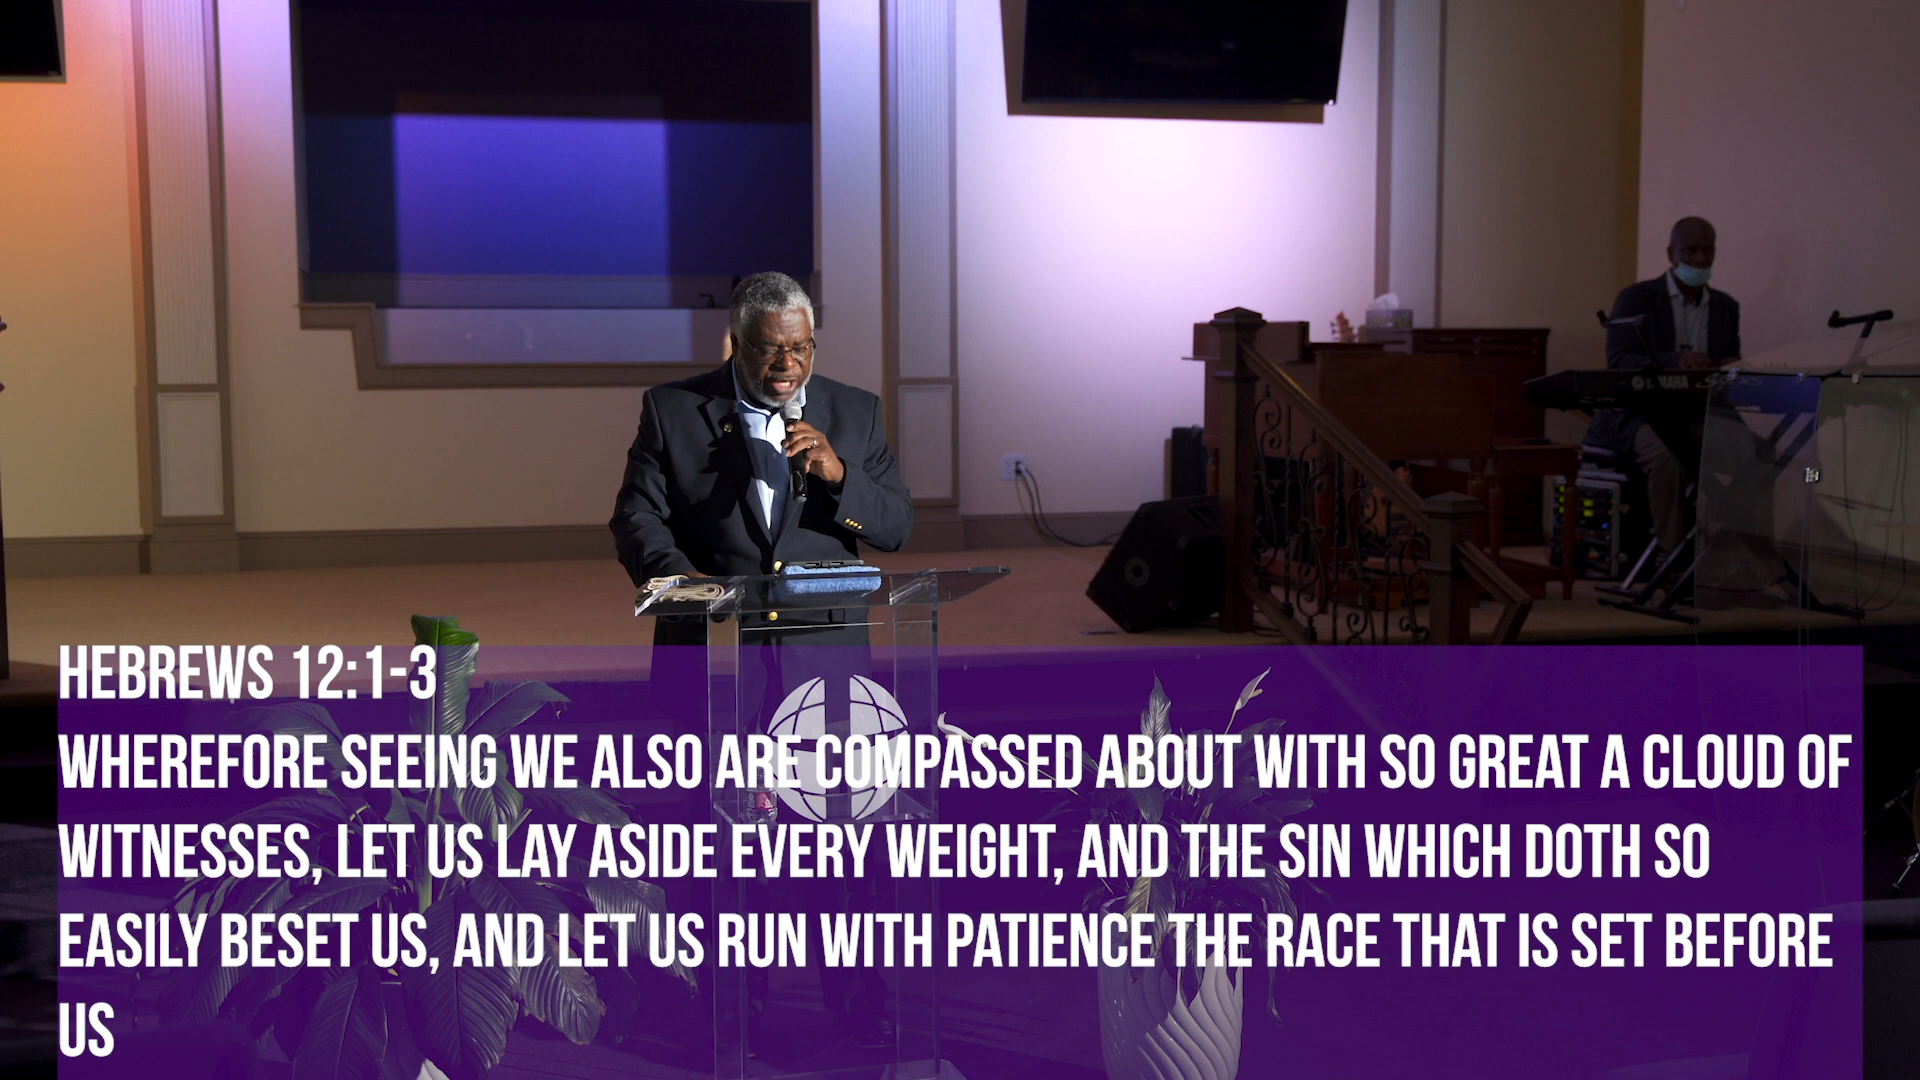 HEBREWS 12:1-3
WHEREFORE SEEING WE ALSO ARE COMPASSED ABOUT WITH SO GREAT A CLOUD OF
WITNESSES, LET US LAY ASIDE EVERY WEIGHT, AND THE SIN WHICH DOTH SO
EASILY BESET US, AND LET US RUN WITH PATIENCE THE RACE THAT IS SET BEFORE
US
YAMAHA